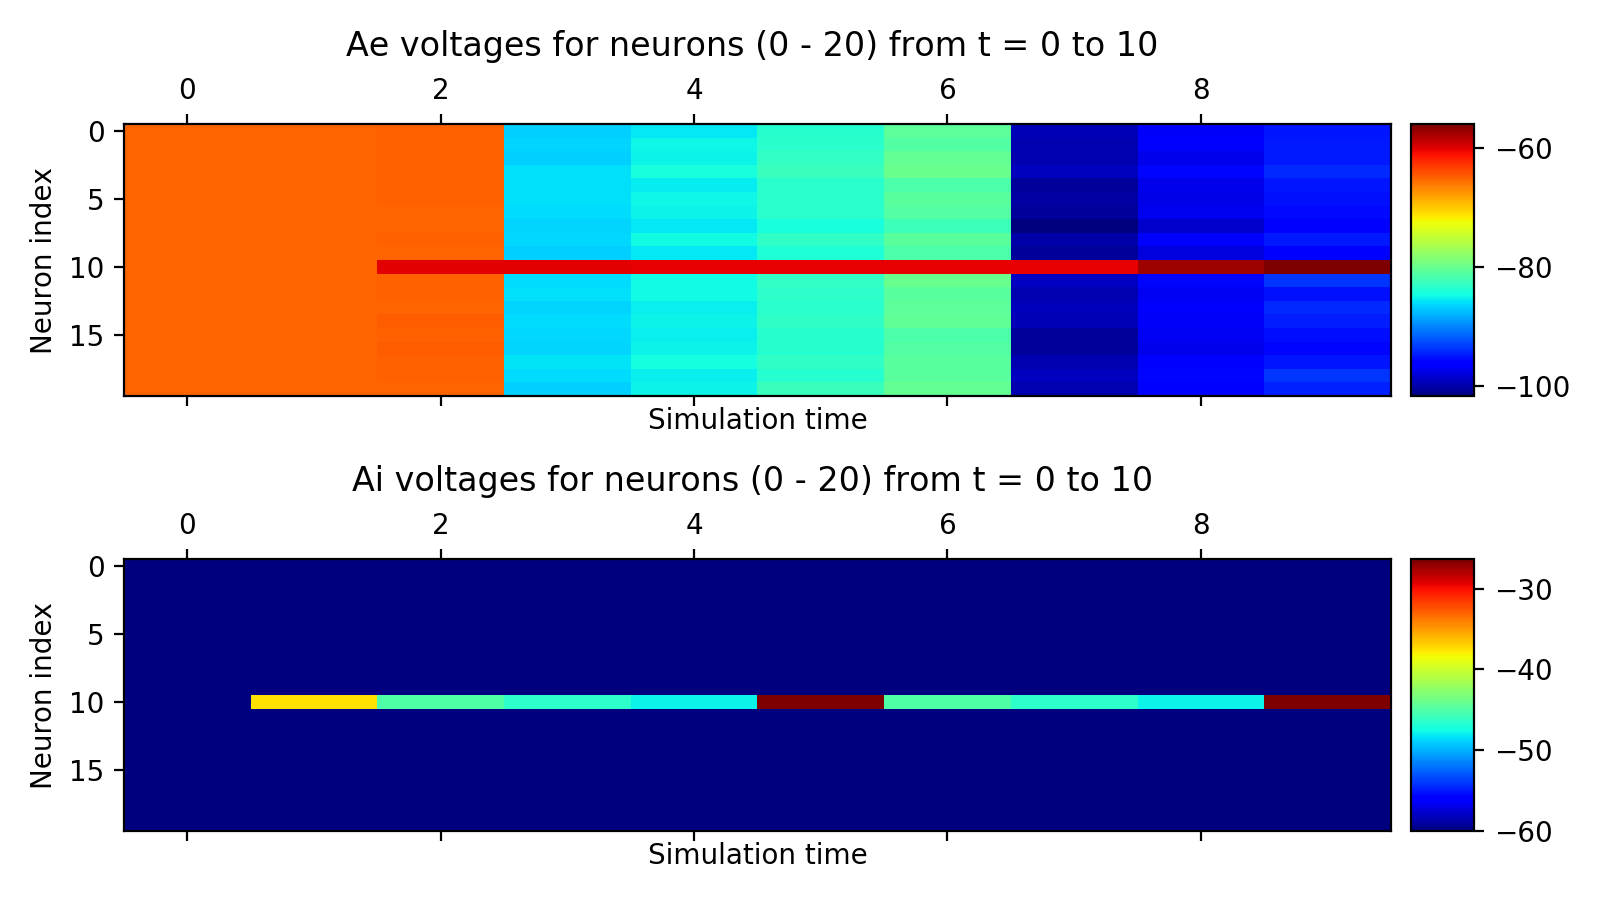 Ae voltages for neurons (0 - 20) from t = 0 to 10
0 2 4 6 8
0
5
10
15
Neuron index
Simulation time
−60
−80
−100
Ai voltages for neurons (0 - 20) from t = 0 to 10
0 2 4 6 8
0
5
10
15
Neuron index
Simulation time
−30
−40
−50
−60